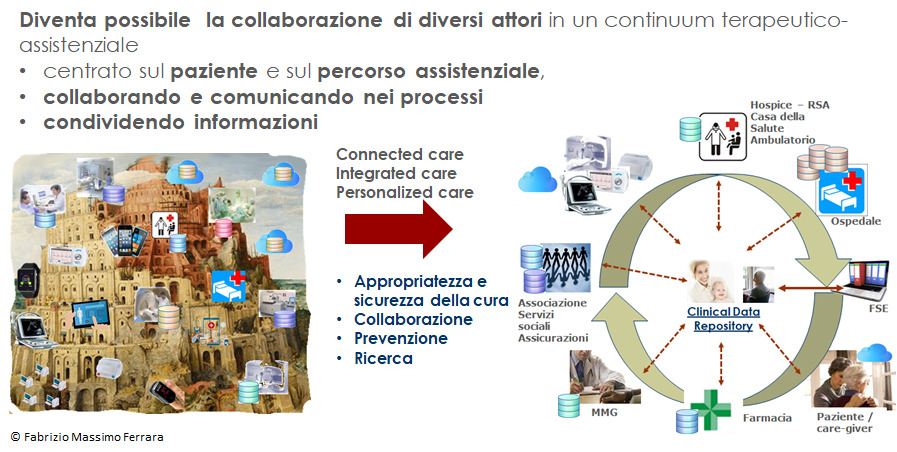 Diventa possibile la collaborazione di diversi attori in un continuum terapeutico-
assistenziale
• centrato sul paziente e sul percorso assistenziale,
• collaborando e comunicando nei processi
• condividendo informazioni
Connected care
Integrated care
Personalized care
• Appropriatezza e
sicurezza della cura
• Collaborazione
• Prevenzione
• Ricerca
Hospice – RSA
Casa della
Salute
Ambulatorio
Ospedale
FSE
Clinical Data
Repository
Associazione
Servizi
sociali
Assicurazioni
MMG
Farmacia
Paziente /
care-giver
© Fabrizio Massimo Ferrara